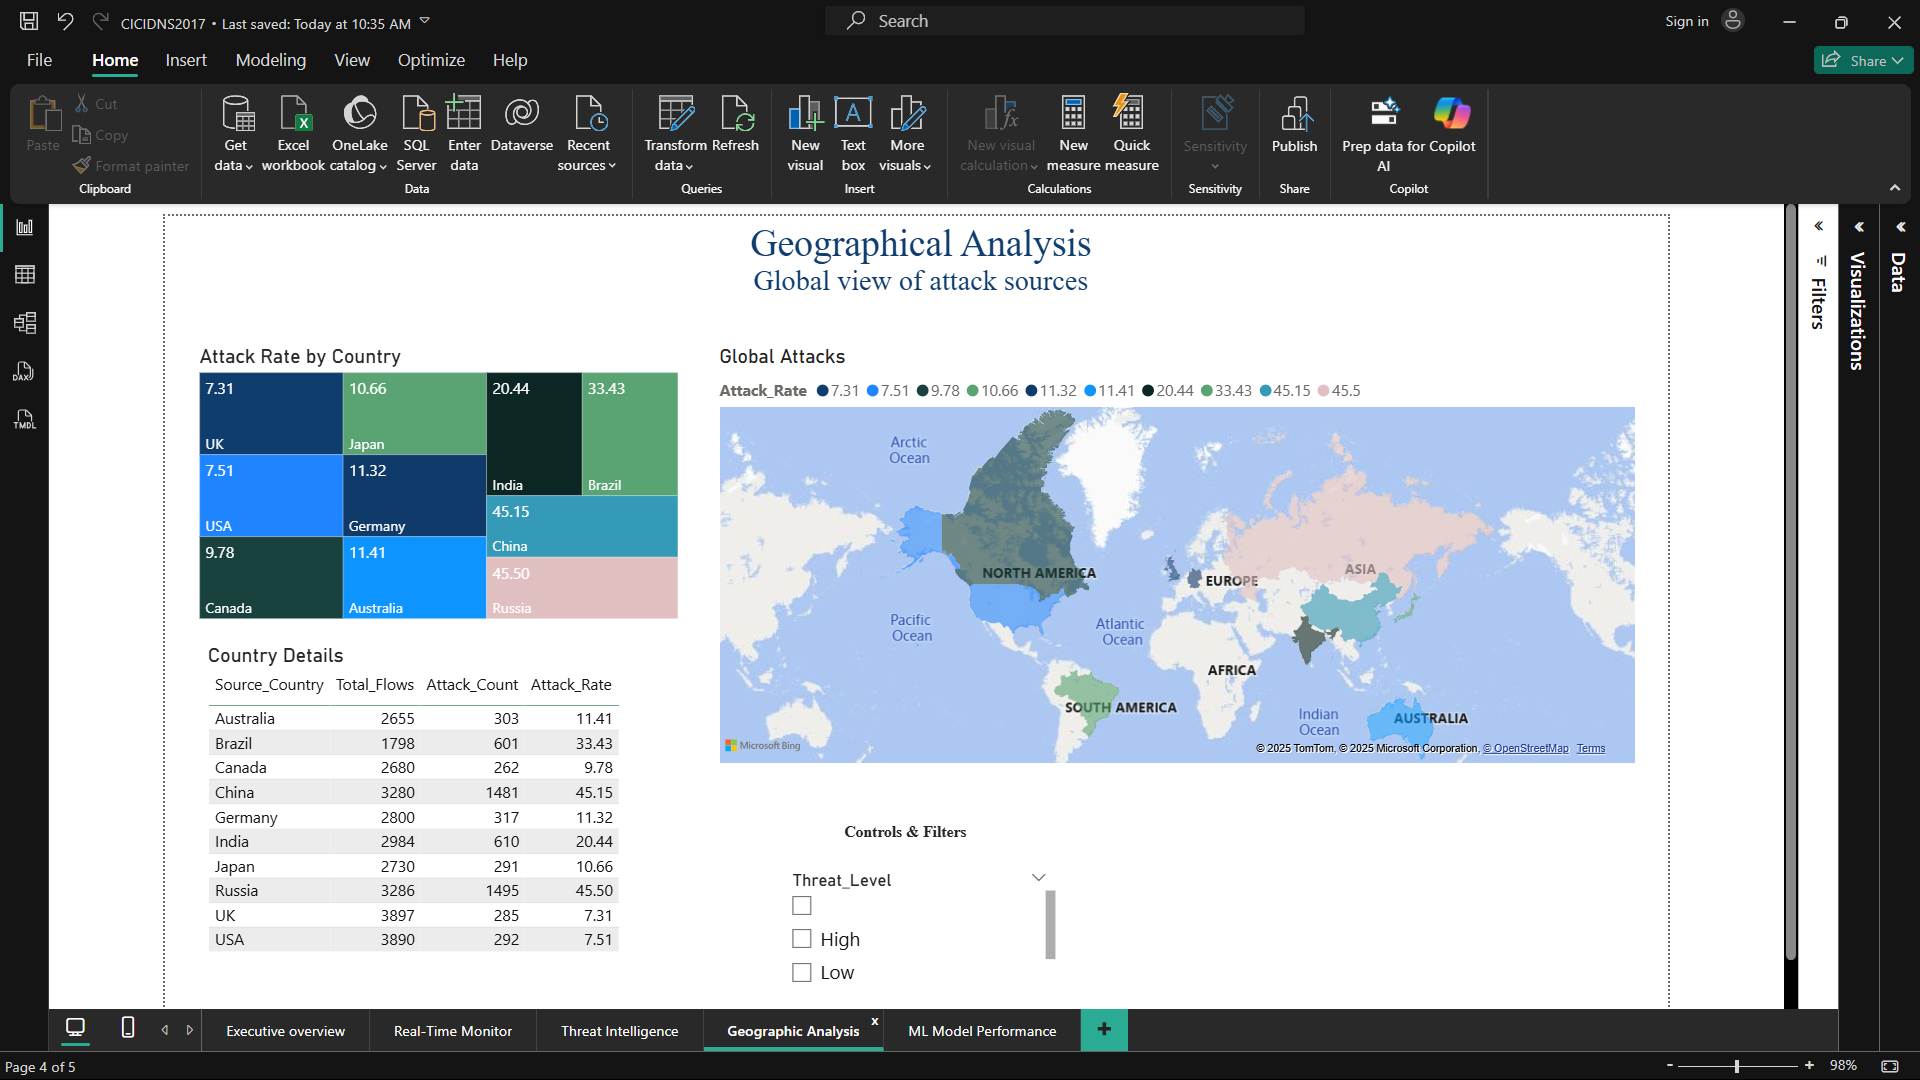 CICIDNS2017 • Last saved: Today at 10:35 AM
Search
Sign in
File Home Insert Modeling View Optimize Help
Share
Paste
Cut
Copy
Format painter
Clipboard
Get data
Excel workbook
OneLake catalog
SQL Server
Enter data
Dataverse
Recent sources
Data
Transform data
Refresh
Queries
New visual
Text box
More visuals
Insert
New visual calculation
New measure
Quick measure
Calculations
Sensitivity
Sensitivity
Publish
Share
Prep data for AI
Copilot
Copilot
DAX
TMDL
Geographical Analysis
Global view of attack sources
Attack Rate by Country
7.31
UK
10.66
Japan
20.44
India
33.43
Brazil
7.51
USA
11.32
Germany
45.15
China
9.78
Canada
11.41
Australia
45.50
Russia
Global Attacks
Attack_Rate 7.31 7.51 9.78 10.66 11.32 11.41 20.44 33.43 45.15 45.5
Arctic
Ocean
NORTH AMERICA
EUROPE
ASIA
Pacific
Ocean
Atlantic
Ocean
AFRICA
SOUTH AMERICA
Indian
Ocean
AUSTRALIA
Microsoft Bing
© 2025 TomTom, © 2025 Microsoft Corporation, © OpenStreetMap Terms
Country Details
Source_Country Total_Flows Attack_Count Attack_Rate
Australia 2655 303 11.41
Brazil 1798 601 33.43
Canada 2680 262 9.78
China 3280 1481 45.15
Germany 2800 317 11.32
India 2984 610 20.44
Japan 2730 291 10.66
Russia 3286 1495 45.50
UK 3897 285 7.31
USA 3890 292 7.51
Controls & Filters
Threat_Level
High
Low
Filters
Visualizations
Data
Executive overview
Real-Time Monitor
Threat Intelligence
Geographic Analysis
x
ML Model Performance
+
Page 4 of 5
- + 98%